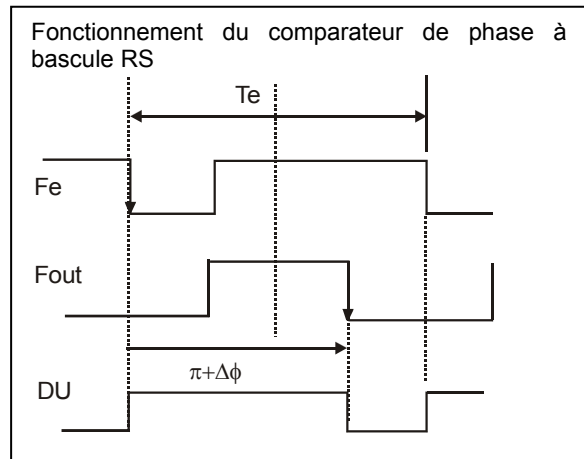 Fonctionnement du comparateur de phase à
bascule RS
Te
Fe
Fout
π+Δϕ
DU